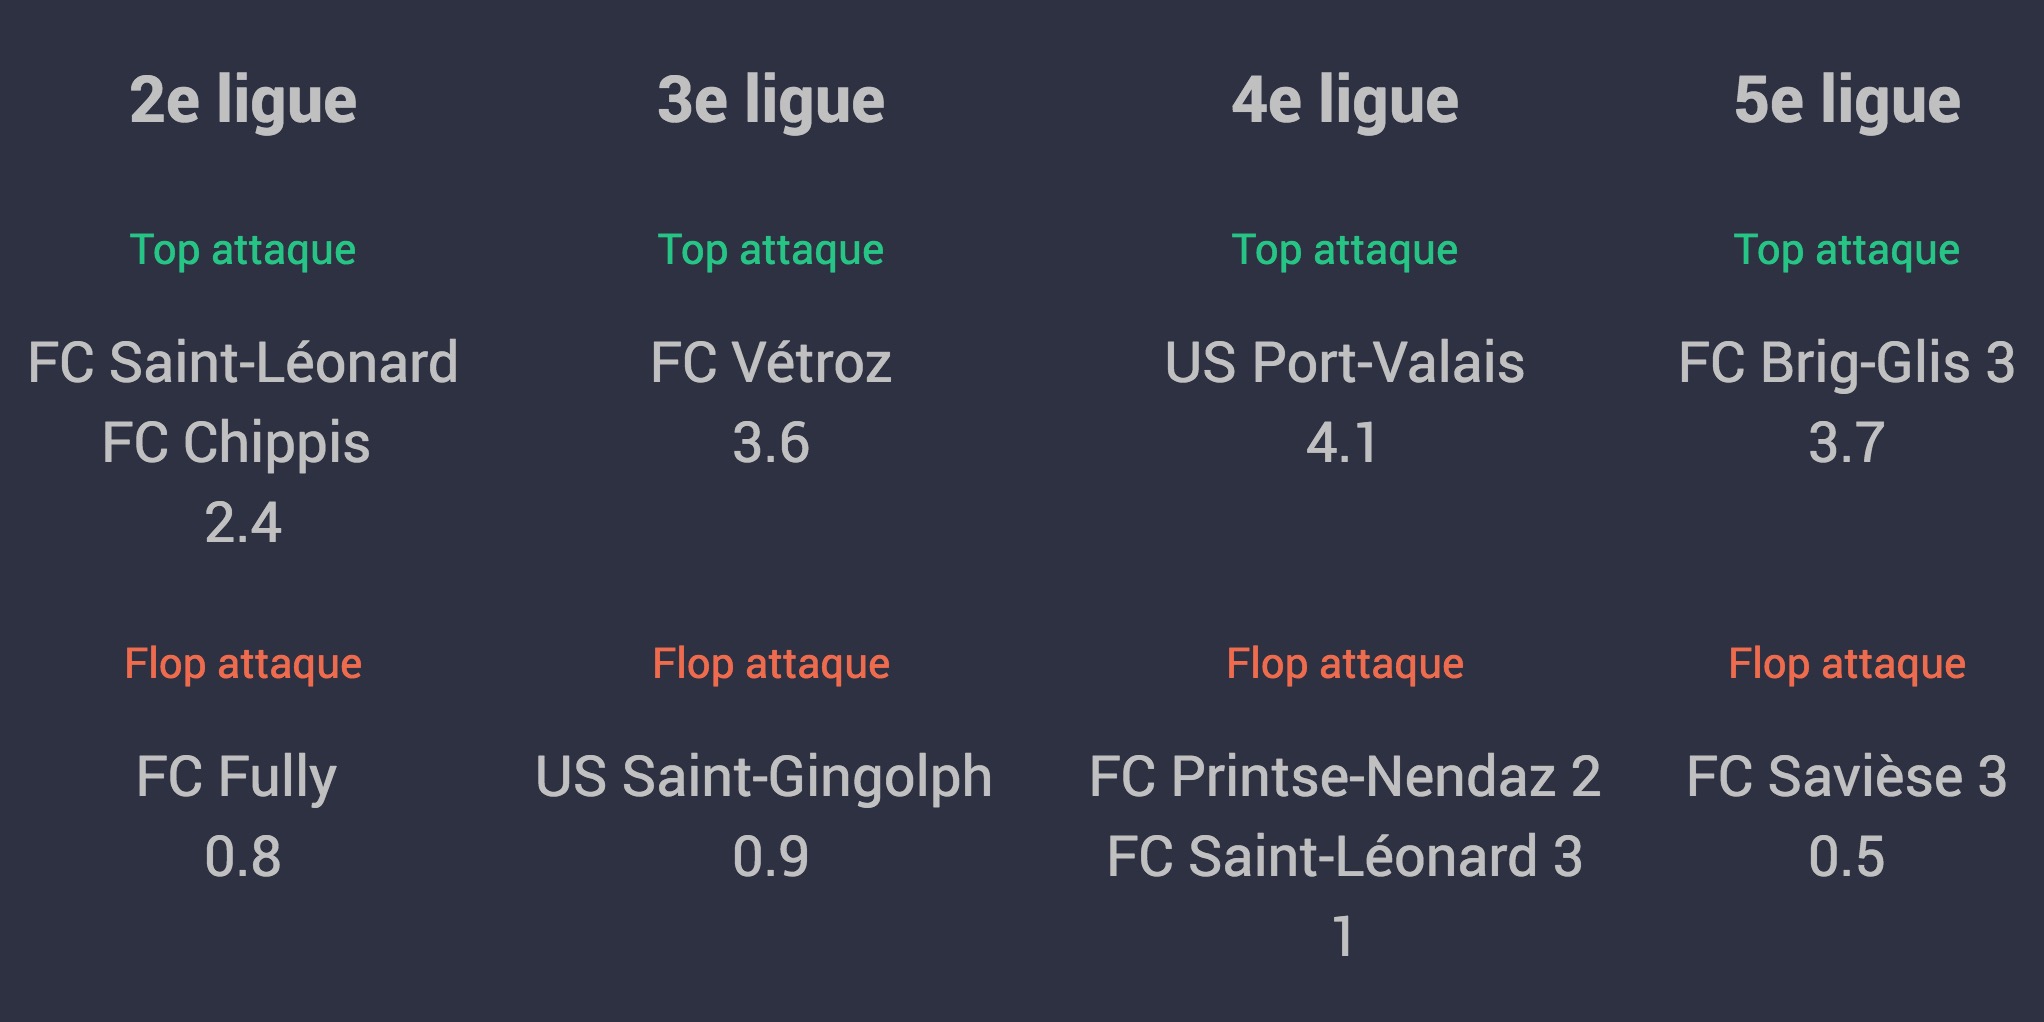 2e ligue
Top attaque
FC Saint-Léonard
FC Chippis
2.4
Flop attaque
FC Fully
0.8
3e ligue
Top attaque
FC Vétroz
3.6
Flop attaque
US Saint-Gingolph
0.9
4e ligue
Top attaque
US Port-Valais
4.1
Flop attaque
FC Printse-Nendaz 2
FC Saint-Léonard 3
1
5e ligue
Top attaque
FC Brig-Glis 3
3.7
Flop attaque
FC Savièse 3
0.5